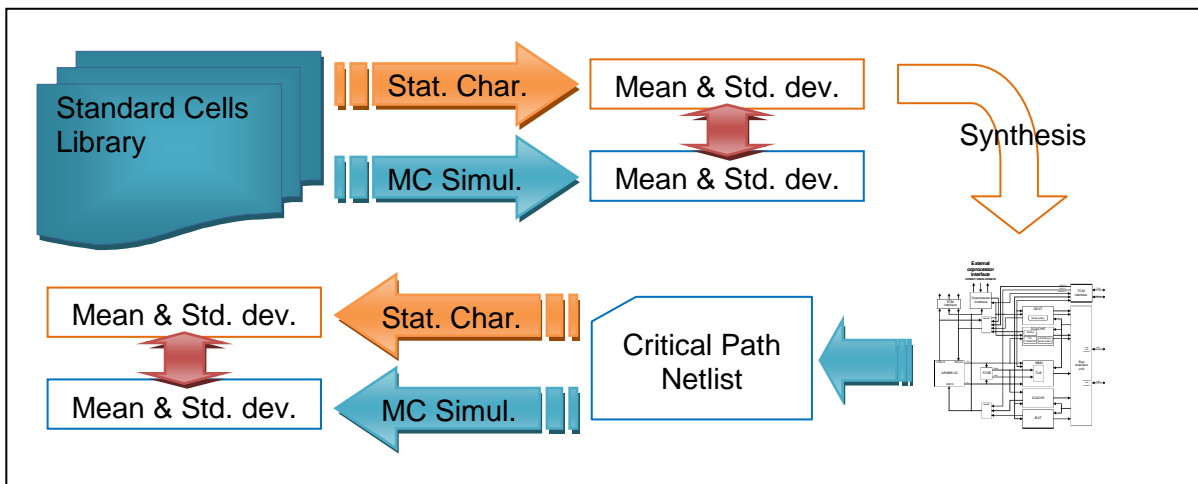 Standard Cells
Library
Stat. Char.
Mean & Std. dev.
MC Simul.
Mean & Std. dev.
Synthesis
Mean & Std. dev.
Stat. Char.
Mean & Std. dev.
MC Simul.
Critical Path
Netlist
External
coprocessor
interface